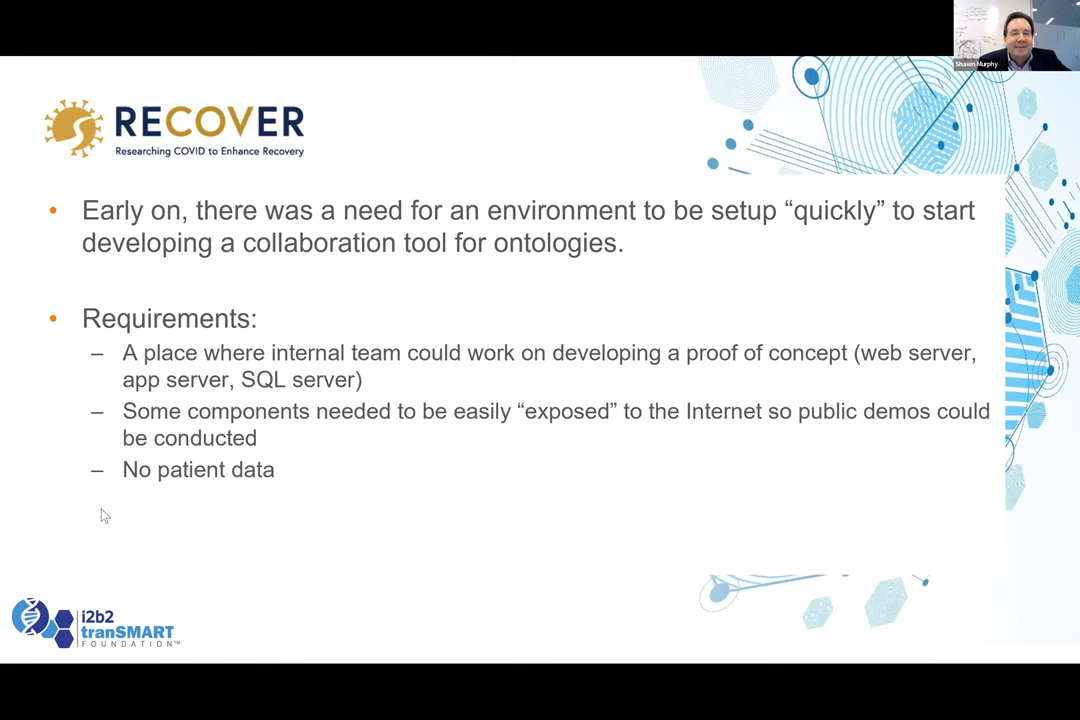 Shawn Murphy
RECOVER
Researching COVID to Enhance Recovery
• Early on, there was a need for an environment to be setup “quickly” to start
developing a collaboration tool for ontologies.
• Requirements:
– A place where internal team could work on developing a proof of concept (web server,
app server, SQL server)
– Some components needed to be easily “exposed” to the Internet so public demos could
be conducted
– No patient data
i2b2
tranSMART
FOUNDATION™